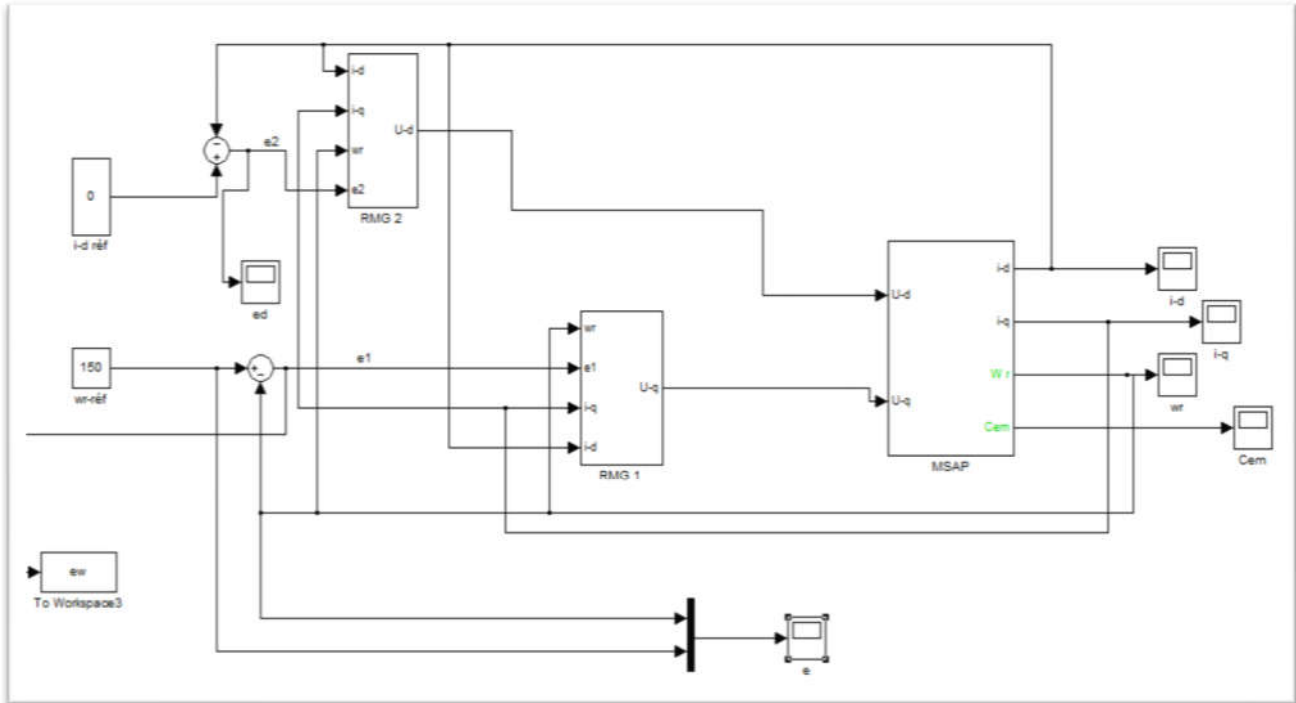 i-d
i-q
wr
e2
U-d
RMG 2
e2
0
i-d réf
ed
150
wr-réf
e1
wr
e1
i-q
i-d
U-q
RMG 1
U-d
U-q
i-d
i-q
W r
Cem
MSAP
i-d
i-q
wr
Cem
ew
To Workspace3
e